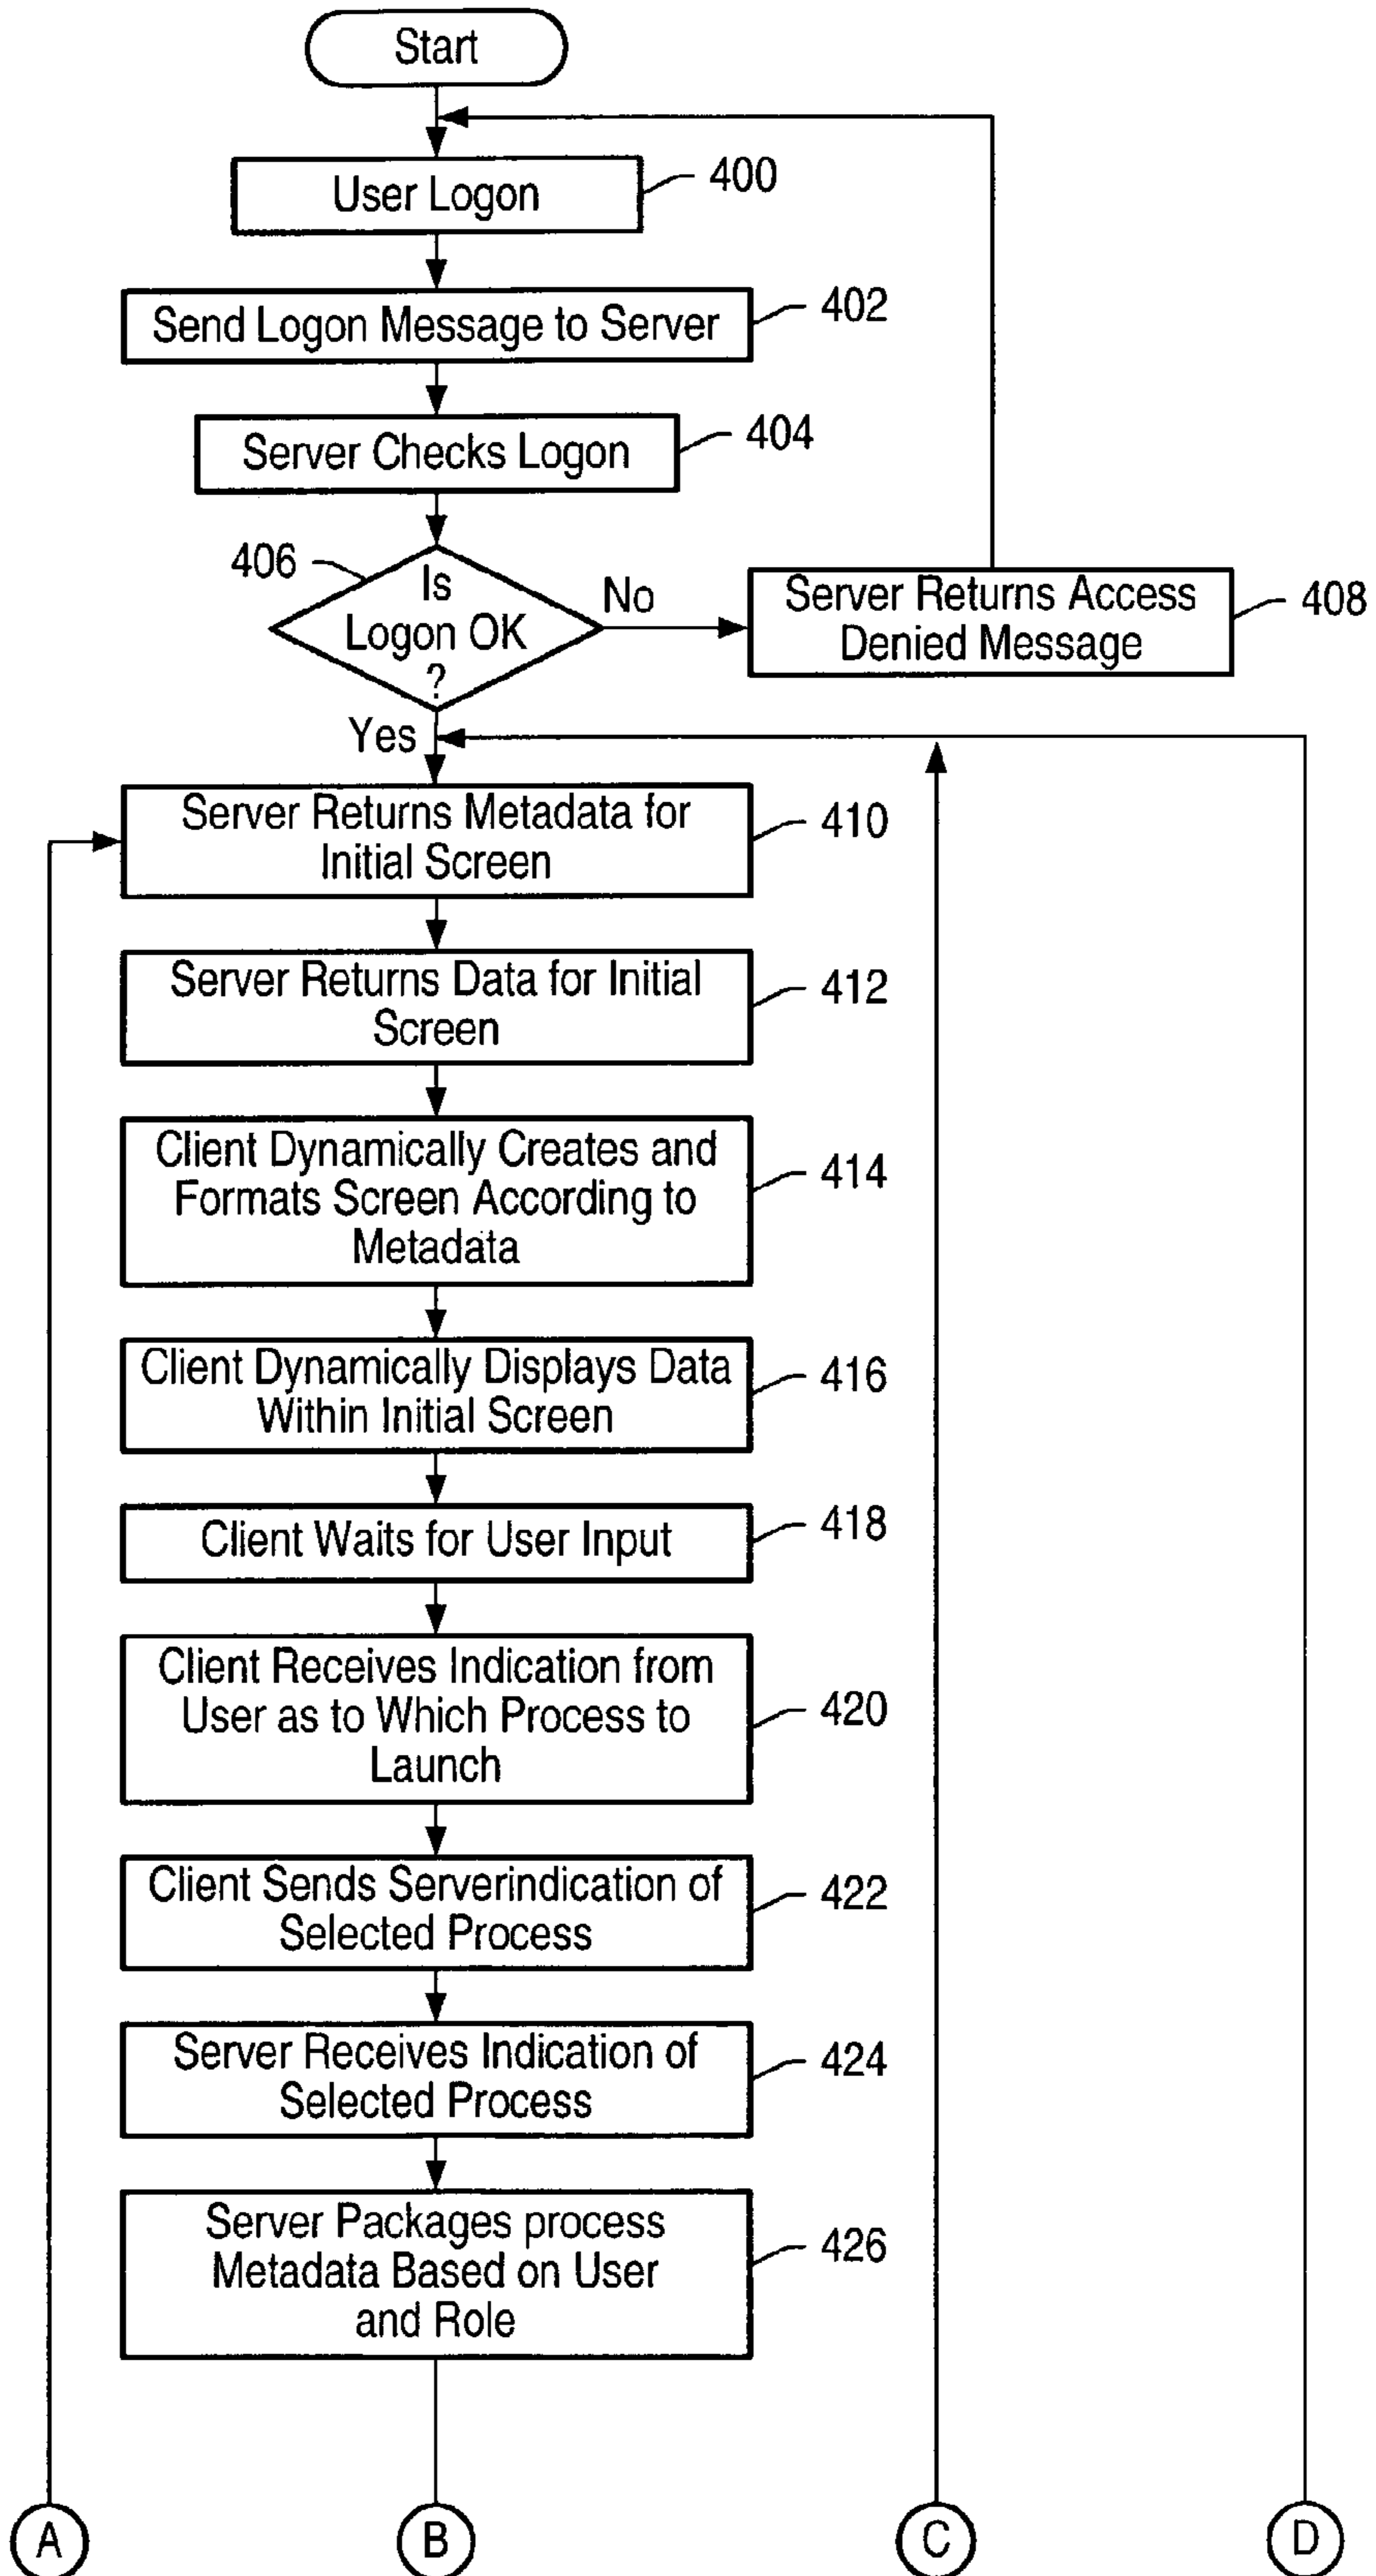 Start
User Logon
400
Send Logon Message to Server
402
Server Checks Logon
404
406
Is
Logon OK
?
No
Server Returns Access
Denied Message
408
Yes
Server Returns Metadata for
Initial Screen
410
Server Returns Data for Initial
Screen
412
Client Dynamically Creates and
Formats Screen According to
Metadata
414
Client Dynamically Displays Data
Within Initial Screen
416
Client Waits for User Input
418
Client Receives Indication from
User as to Which Process to
Launch
420
Client Sends Serverindication of
Selected Process
422
Server Receives Indication of
Selected Process
424
Server Packages process
Metadata Based on User
and Role
426
A
B
C
D